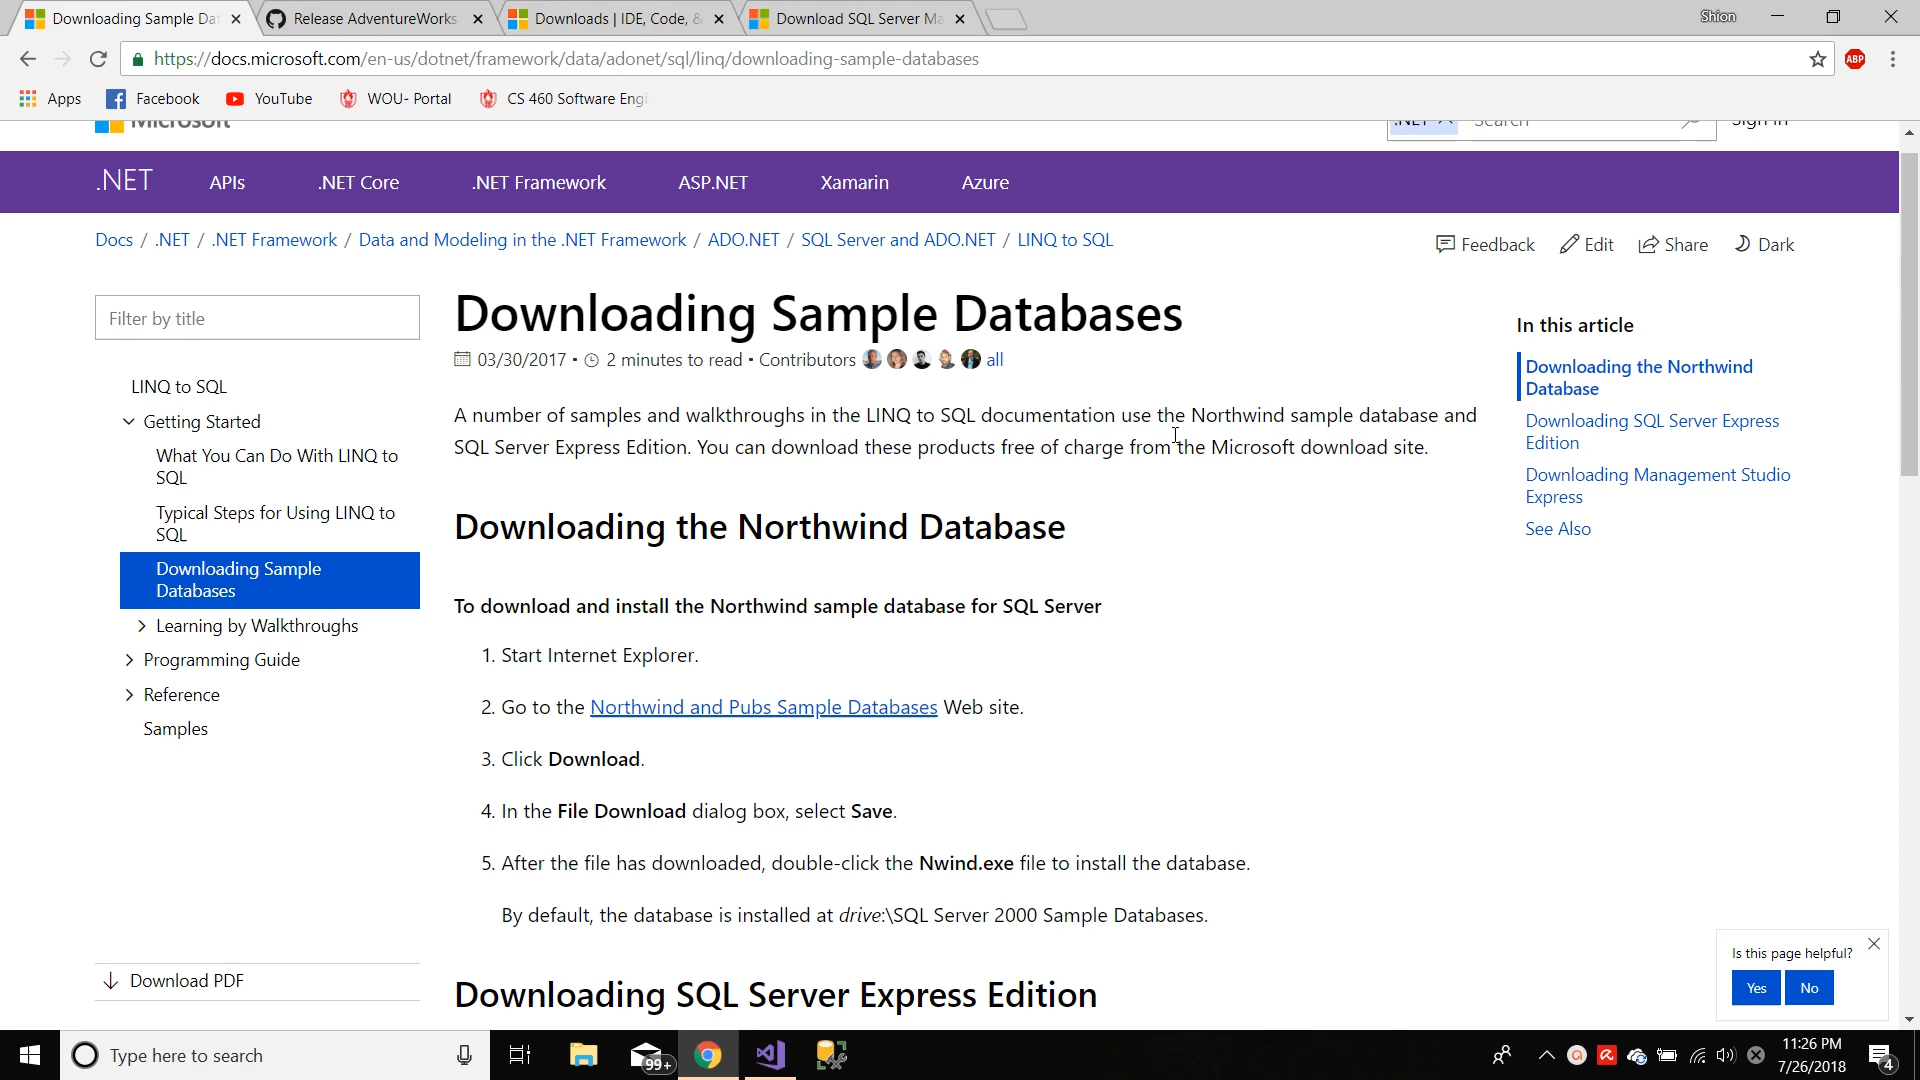 Downloading Sample Dat
Release AdventureWorks
Downloads | IDE, Code, &
Download SQL Server Ma
Shion
https://docs.microsoft.com/en-us/dotnet/framework/data/adonet/sql/linq/downloading-sample-databases
ABP
Apps
Facebook
YouTube
WOU- Portal
CS 460 Software Engi
Microsoft
.NET
Search
Sign in
.NET
APIs
.NET Core
.NET Framework
ASP.NET
Xamarin
Azure
Docs / .NET / .NET Framework / Data and Modeling in the .NET Framework / ADO.NET / SQL Server and ADO.NET / LINQ to SQL
Feedback
Edit
Share
Dark
Filter by title
LINQ to SQL
Getting Started
What You Can Do With LINQ to
SQL
Typical Steps for Using LINQ to
SQL
Downloading Sample
Databases
Learning by Walkthroughs
Programming Guide
Reference
Samples
Download PDF
Downloading Sample Databases
03/30/2017 • 2 minutes to read • Contributors all
A number of samples and walkthroughs in the LINQ to SQL documentation use the Northwind sample database and
SQL Server Express Edition. You can download these products free of charge from the Microsoft download site.
Downloading the Northwind Database
To download and install the Northwind sample database for SQL Server
1. Start Internet Explorer.
2. Go to the Northwind and Pubs Sample Databases Web site.
3. Click Download.
4. In the File Download dialog box, select Save.
5. After the file has downloaded, double-click the Nwind.exe file to install the database.
By default, the database is installed at drive:\SQL Server 2000 Sample Databases.
Downloading SQL Server Express Edition
In this article
Downloading the Northwind
Database
Downloading SQL Server Express
Edition
Downloading Management Studio
Express
See Also
Is this page helpful?
Yes
No
Type here to search
99+
11:26 PM
7/26/2018
4